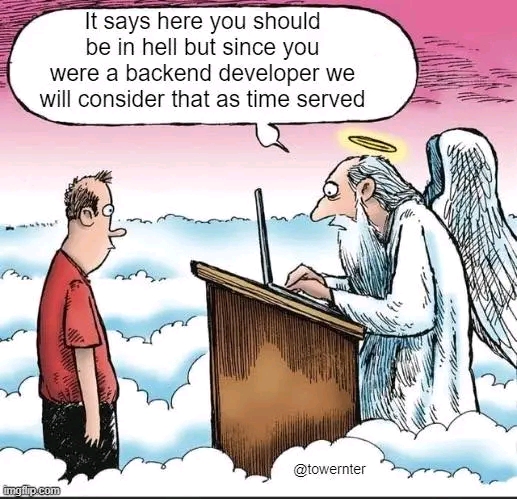 It says here you should
be in hell but since you
were a backend developer we
will consider that as time served
@towernter
imgflip.com